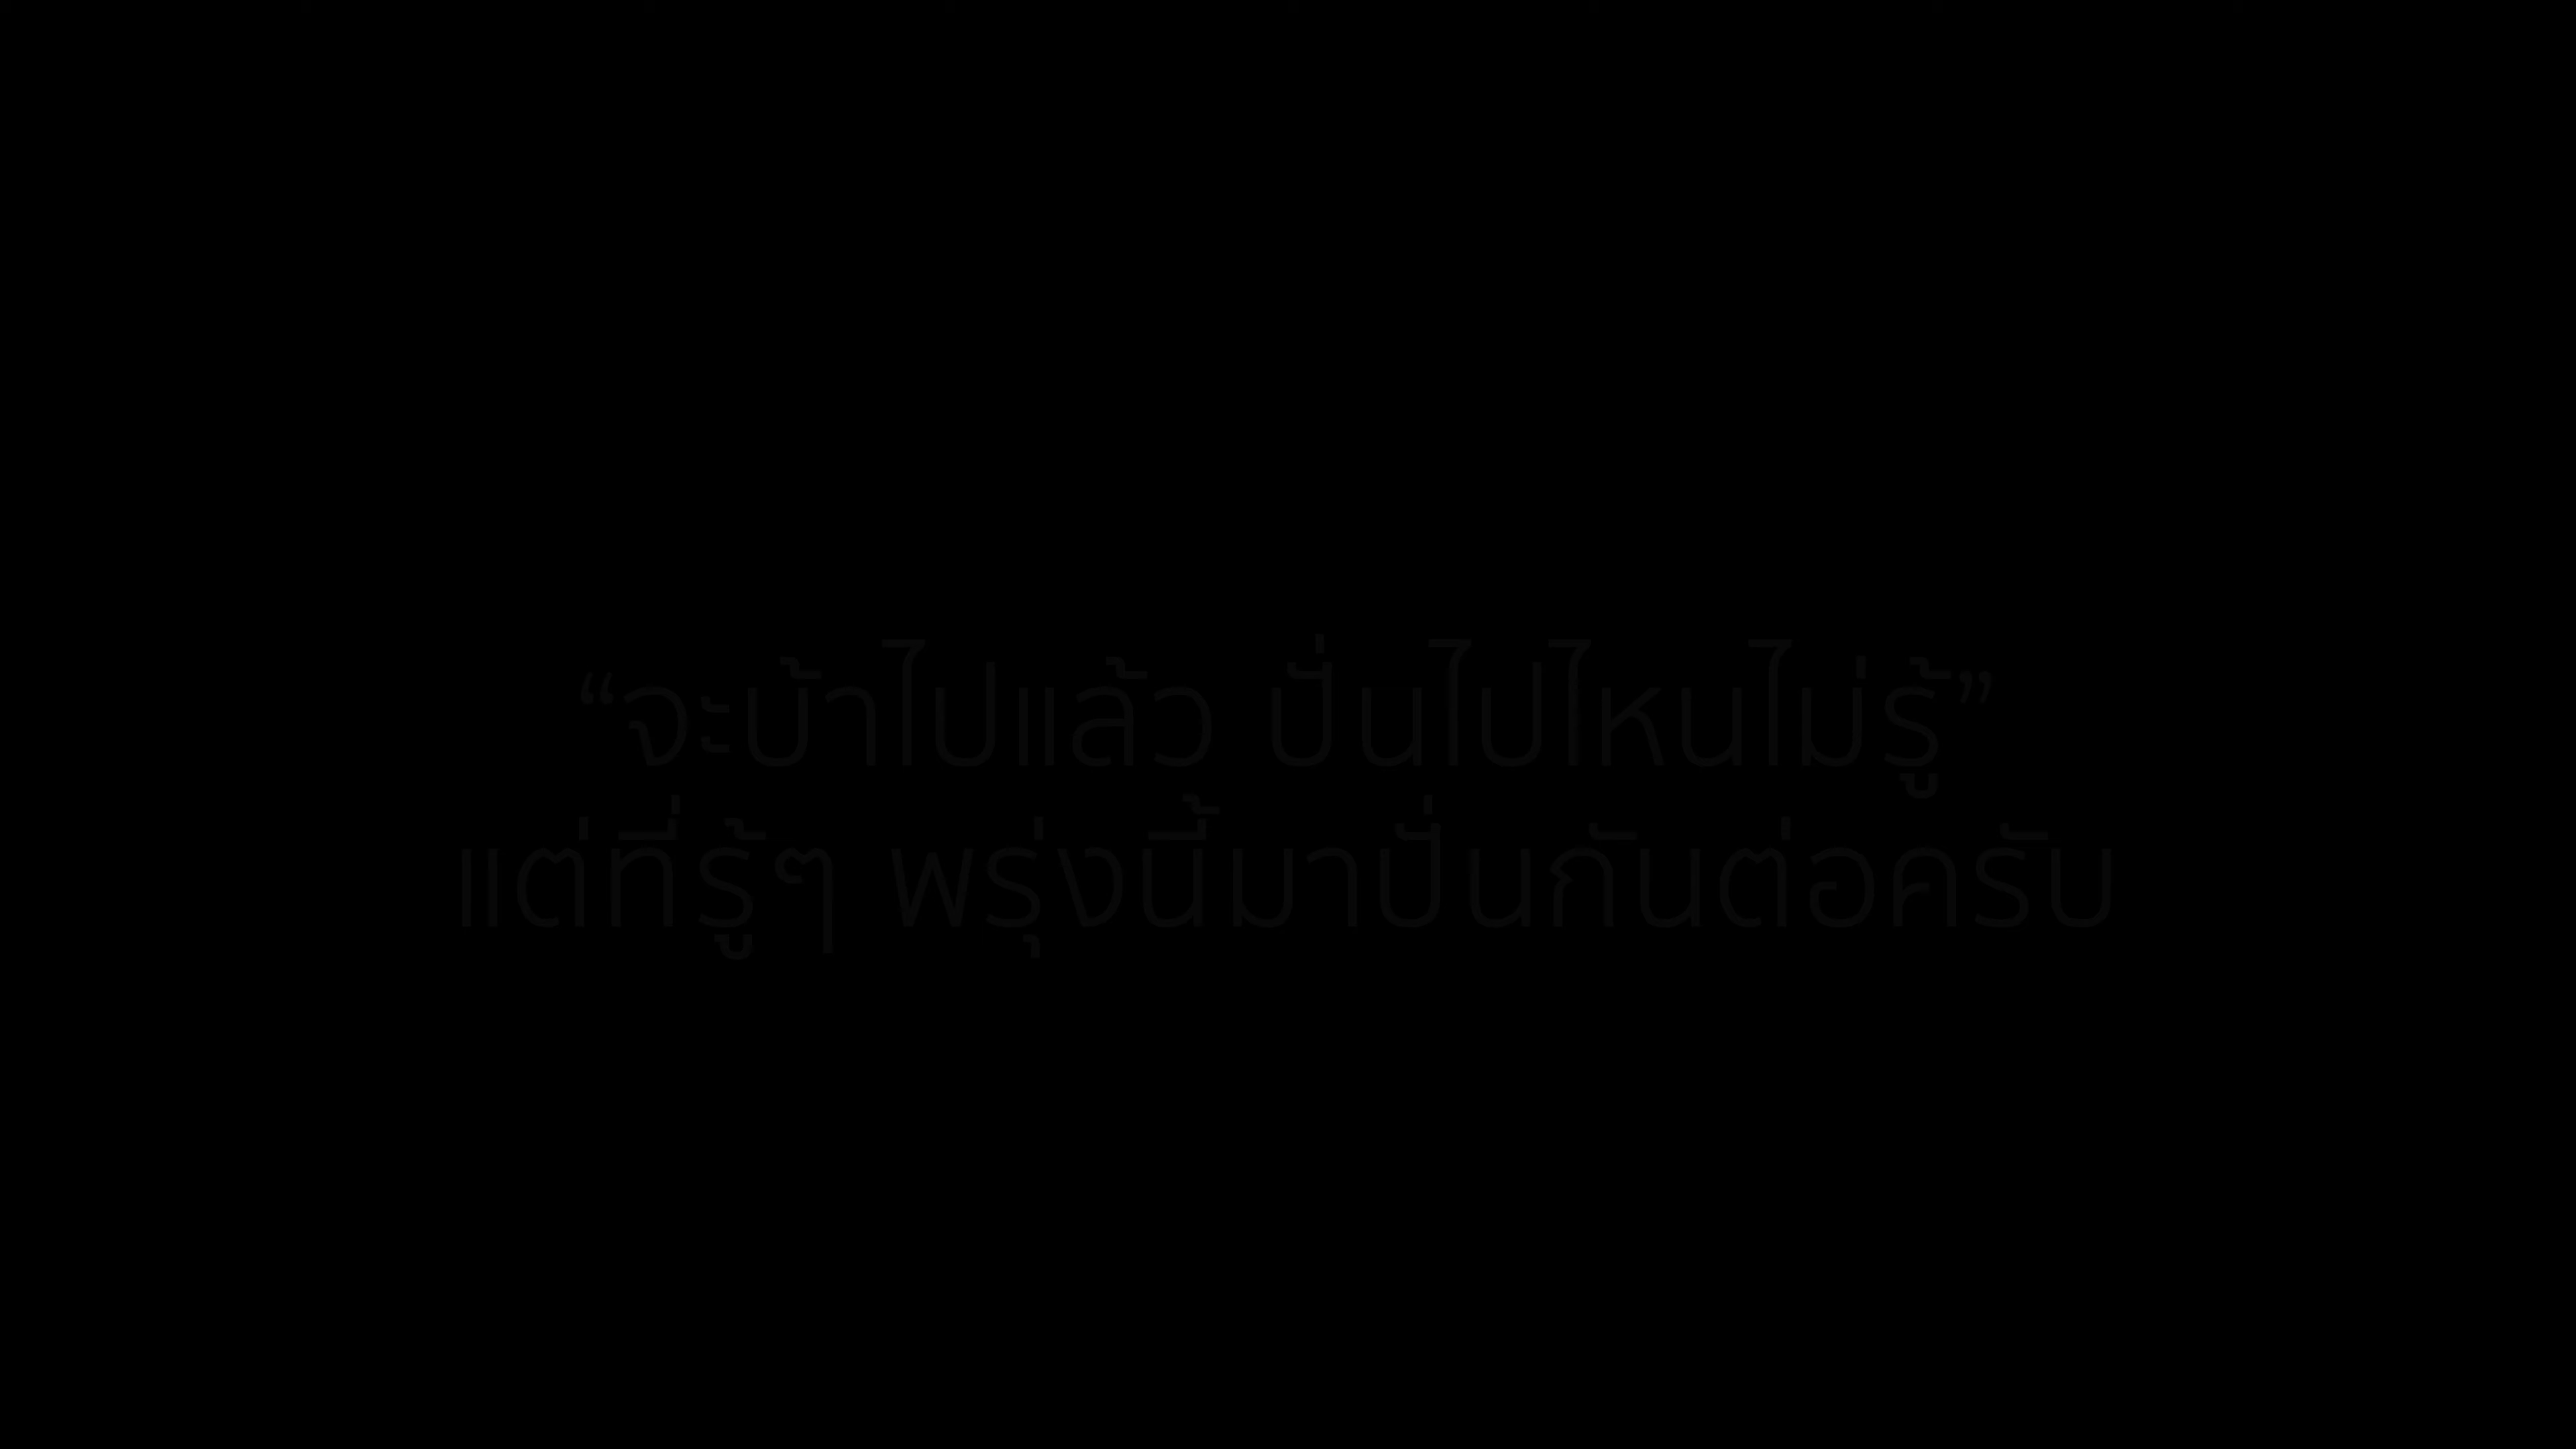 “จะบ้าไปแล้ว ปั่นไปไหนไม่รู้”
แต่ที่รู้ๆ พรุ่งนี้มาปั่นกันต่อครับ